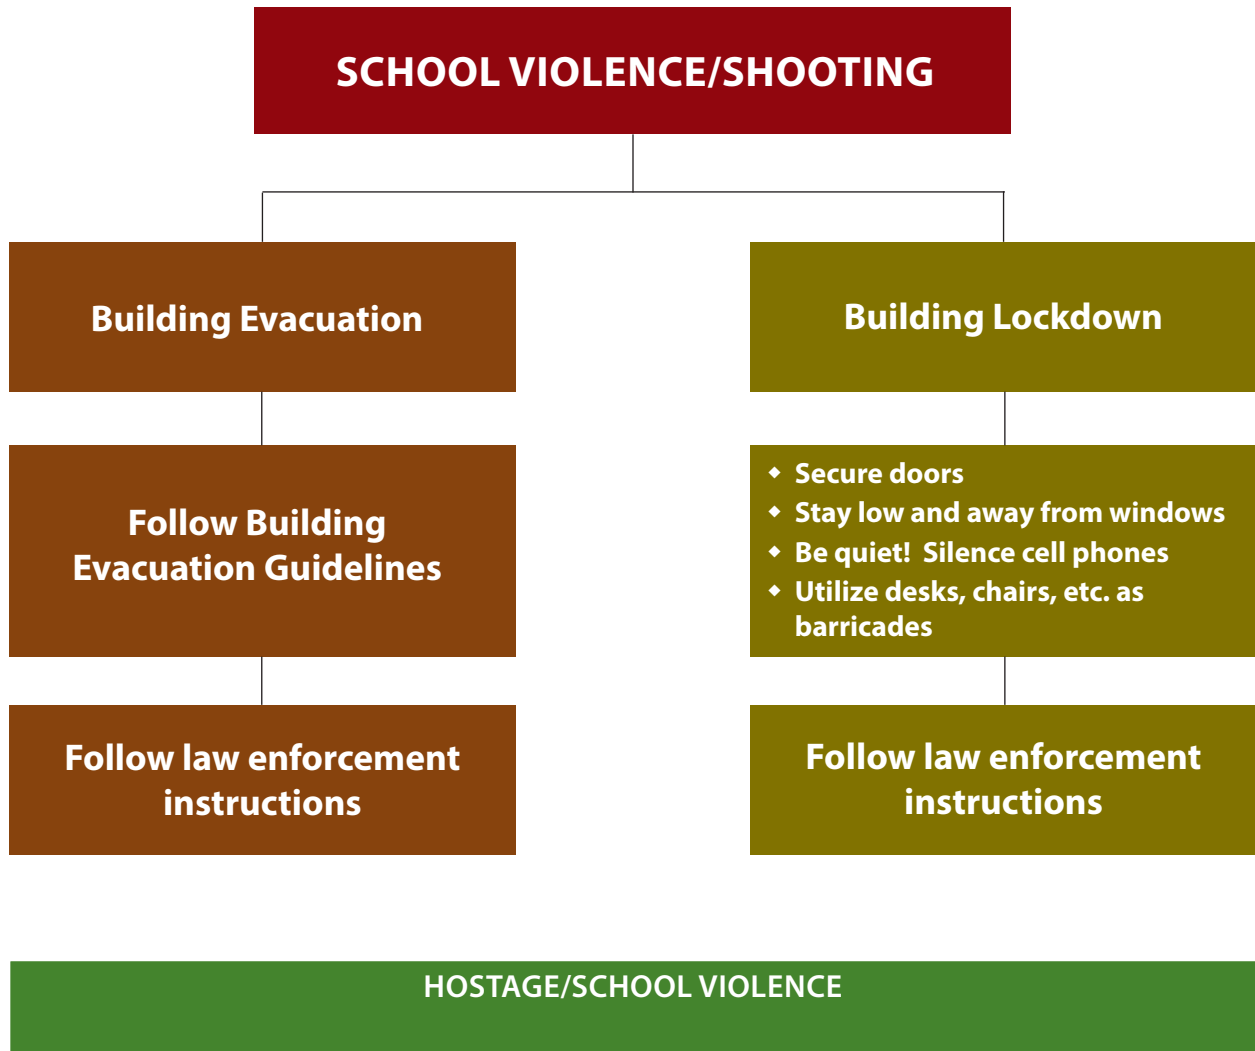 SCHOOL VIOLENCE/SHOOTING
Building Evacuation
Follow Building
Evacuation Guidelines
Follow law enforcement
instructions
Building Lockdown
◆ Secure doors
◆ Stay low and away from windows
◆ Be quiet!  Silence cell phones
◆ Utilize desks, chairs, etc. as
barricades
Follow law enforcement
instructions
HOSTAGE/SCHOOL VIOLENCE